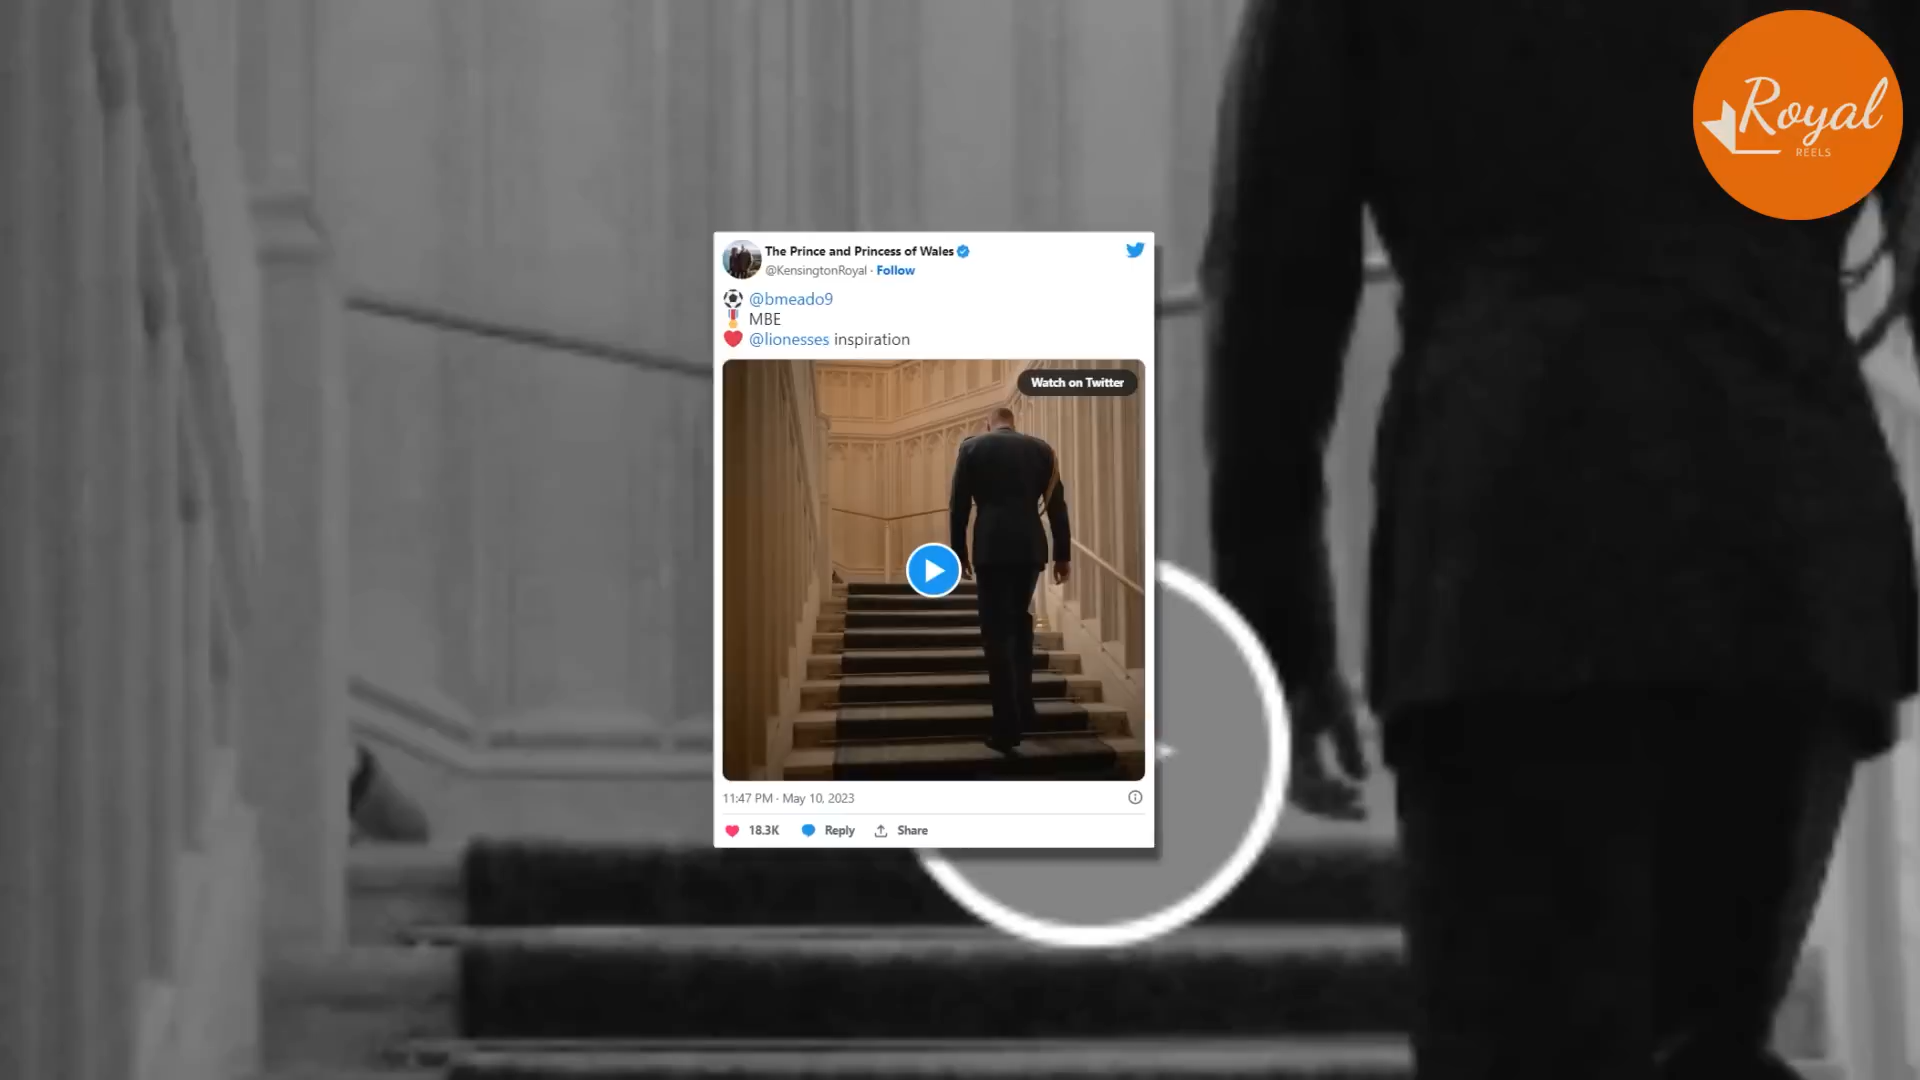 Royal
REELS
The Prince and Princess of Wales
@KensingtonRoyal · Follow
@bmeado9
MBE
@lionesses inspiration
Watch on Twitter
11:47 PM · May 10, 2023
18.3K Reply Share